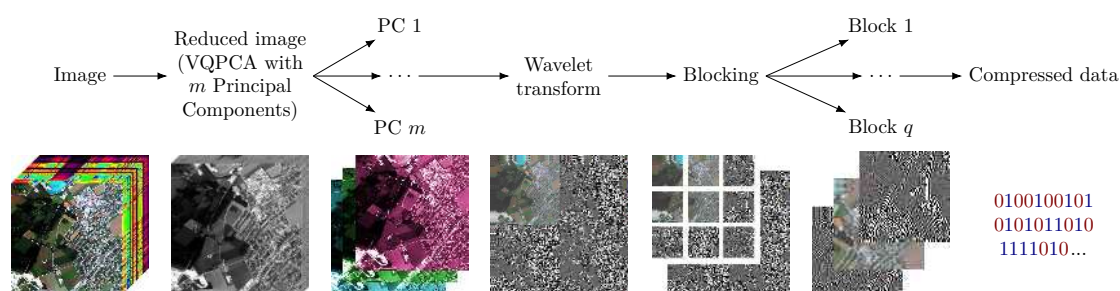 PC 1
Block 1
Reduced image
(VQPCA with
m Principal
Components)
Image
· · ·
Wavelet
transform
Blocking
· · ·
Compressed data
PC m
Block q
0100100101
0101011010
1111010...